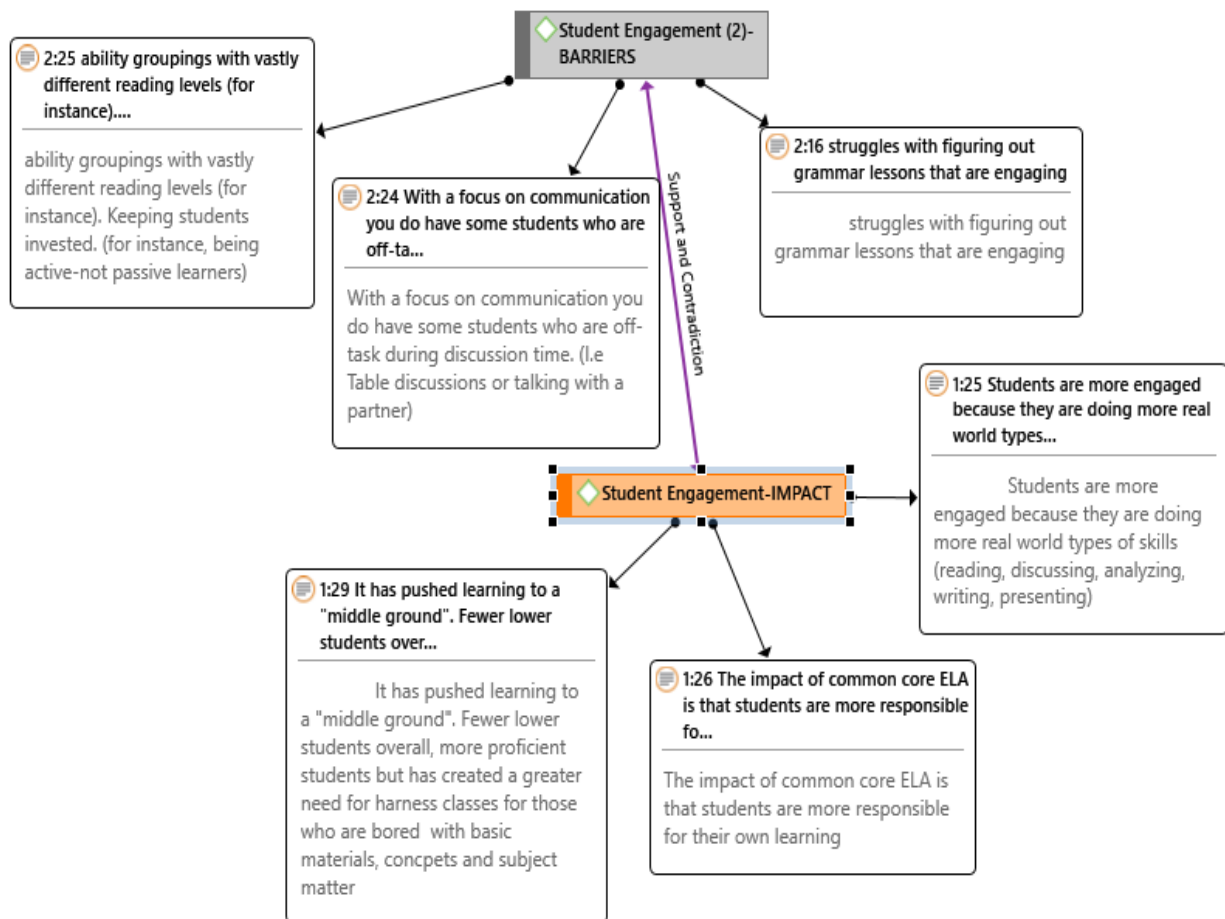 Student Engagement (2)-
BARRIERS
2:25 ability groupings with vastly
different reading levels (for
instance)....
ability groupings with vastly
different reading levels (for
instance). Keeping students
invested. (for instance, being
active-not passive learners)
2:24 With a focus on communication
you do have some students who are
off-ta...
With a focus on communication you
do have some students who are off-
task during discussion time. (I.e
Table discussions or talking with a
partner)
2:16 struggles with figuring out
grammar lessons that are engaging
struggles with figuring out
grammar lessons that are engaging
Support and Contradiction
Student Engagement-IMPACT
1:25 Students are more engaged
because they are doing more real
world types...
Students are more
engaged because they are doing
more real world types of skills
(reading, discussing, analyzing,
writing, presenting)
1:29 It has pushed learning to a
"middle ground". Fewer lower
students over...
It has pushed learning to
a "middle ground". Fewer lower
students overall, more proficient
students but has created a greater
need for harness classes for those
who are bored with basic
materials, concpets and subject
matter
1:26 The impact of common core ELA
is that students are more responsible
fo...
The impact of common core ELA is
that students are more responsible
for their own learning